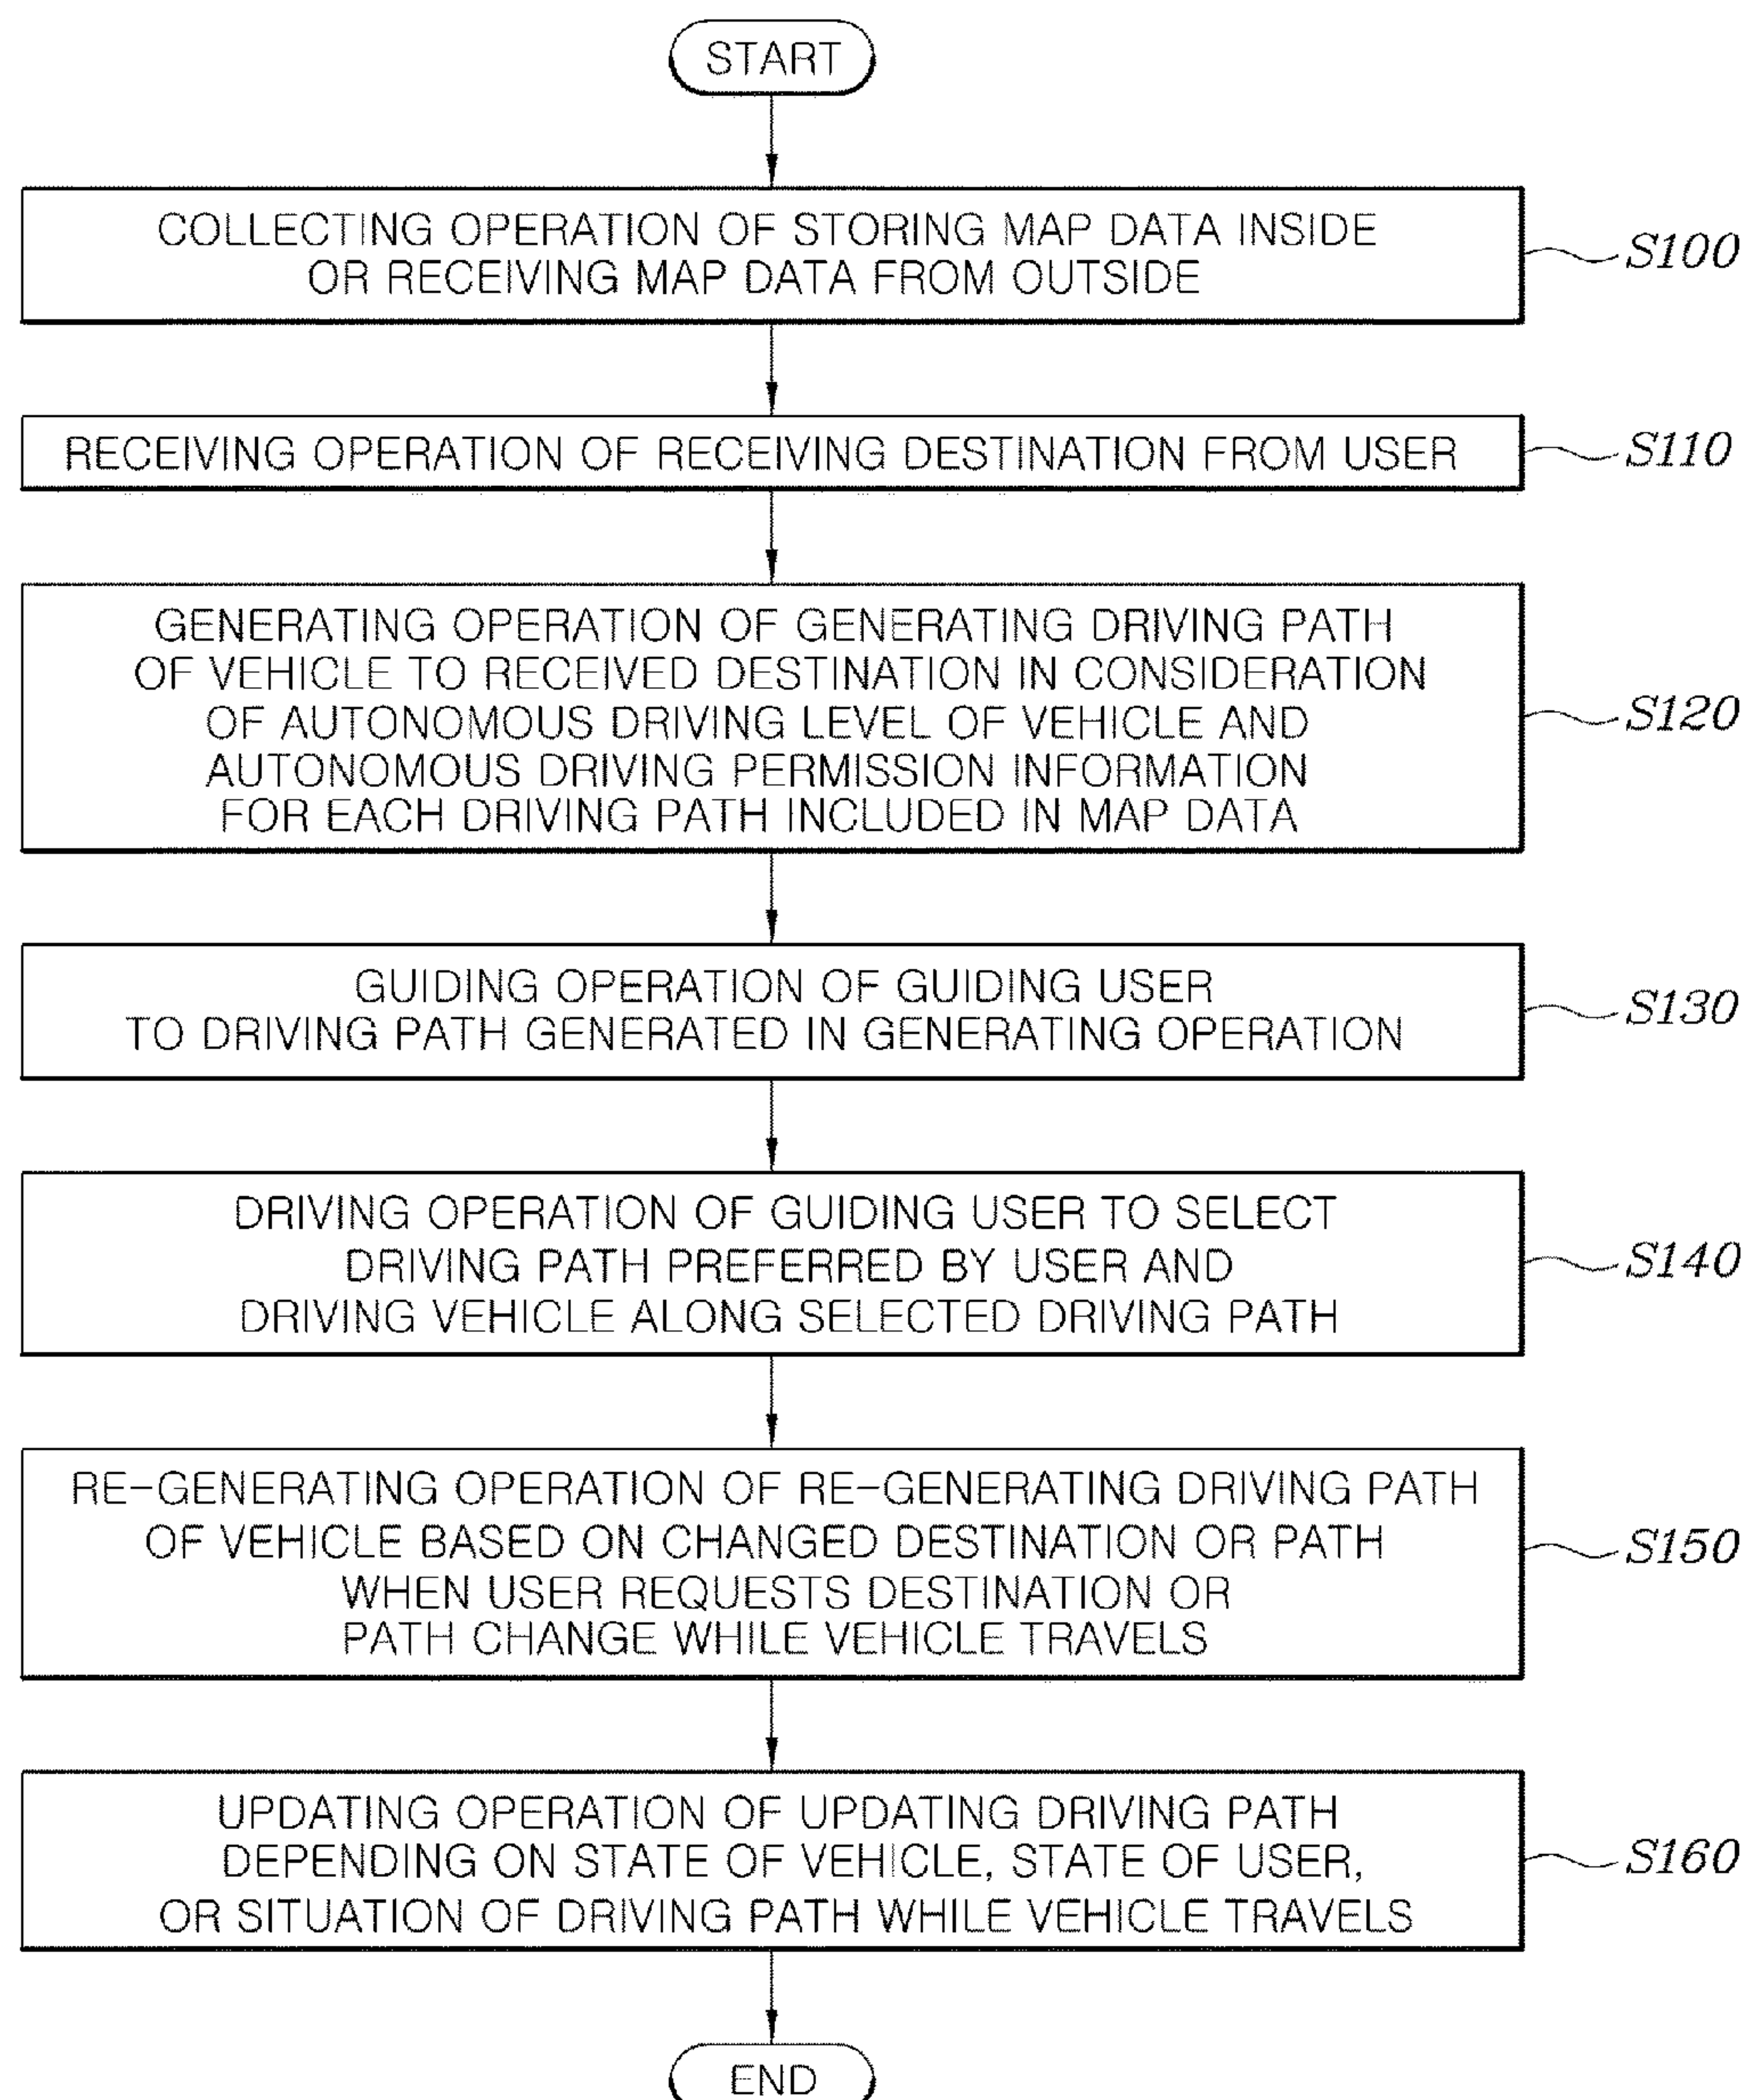 START
COLLECTING OPERATION OF STORING MAP DATA INSIDE
OR RECEIVING MAP DATA FROM OUTSIDE
S100
RECEIVING OPERATION OF RECEIVING DESTINATION FROM USER
S110
GENERATING OPERATION OF GENERATING DRIVING PATH
OF VEHICLE TO RECEIVED DESTINATION IN CONSIDERATION
OF AUTONOMOUS DRIVING LEVEL OF VEHICLE AND
AUTONOMOUS DRIVING PERMISSION INFORMATION
FOR EACH DRIVING PATH INCLUDED IN MAP DATA
S120
GUIDING OPERATION OF GUIDING USER
TO DRIVING PATH GENERATED IN GENERATING OPERATION
S130
DRIVING OPERATION OF GUIDING USER TO SELECT
DRIVING PATH PREFERRED BY USER AND
DRIVING VEHICLE ALONG SELECTED DRIVING PATH
S140
RE-GENERATING OPERATION OF RE-GENERATING DRIVING PATH
OF VEHICLE BASED ON CHANGED DESTINATION OR PATH
WHEN USER REQUESTS DESTINATION OR
PATH CHANGE WHILE VEHICLE TRAVELS
S150
UPDATING OPERATION OF UPDATING DRIVING PATH
DEPENDING ON STATE OF VEHICLE, STATE OF USER,
OR SITUATION OF DRIVING PATH WHILE VEHICLE TRAVELS
S160
END